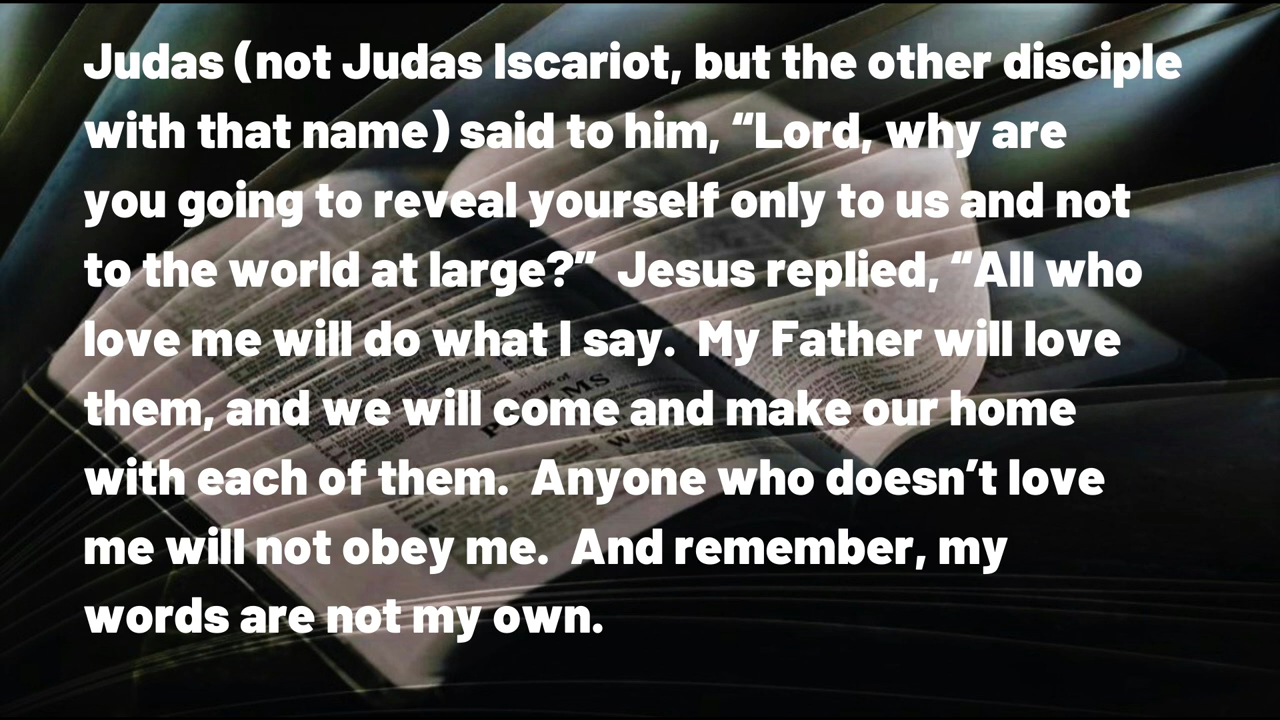 Judas (not Judas Iscariot, but the other disciple
with that name) said to him, “Lord, why are
you going to reveal yourself only to us and not
to the world at large?”  Jesus replied, “All who
love me will do what I say.  My Father will love
them, and we will come and make our home
with each of them.  Anyone who doesn’t love
me will not obey me.  And remember, my
words are not my own.